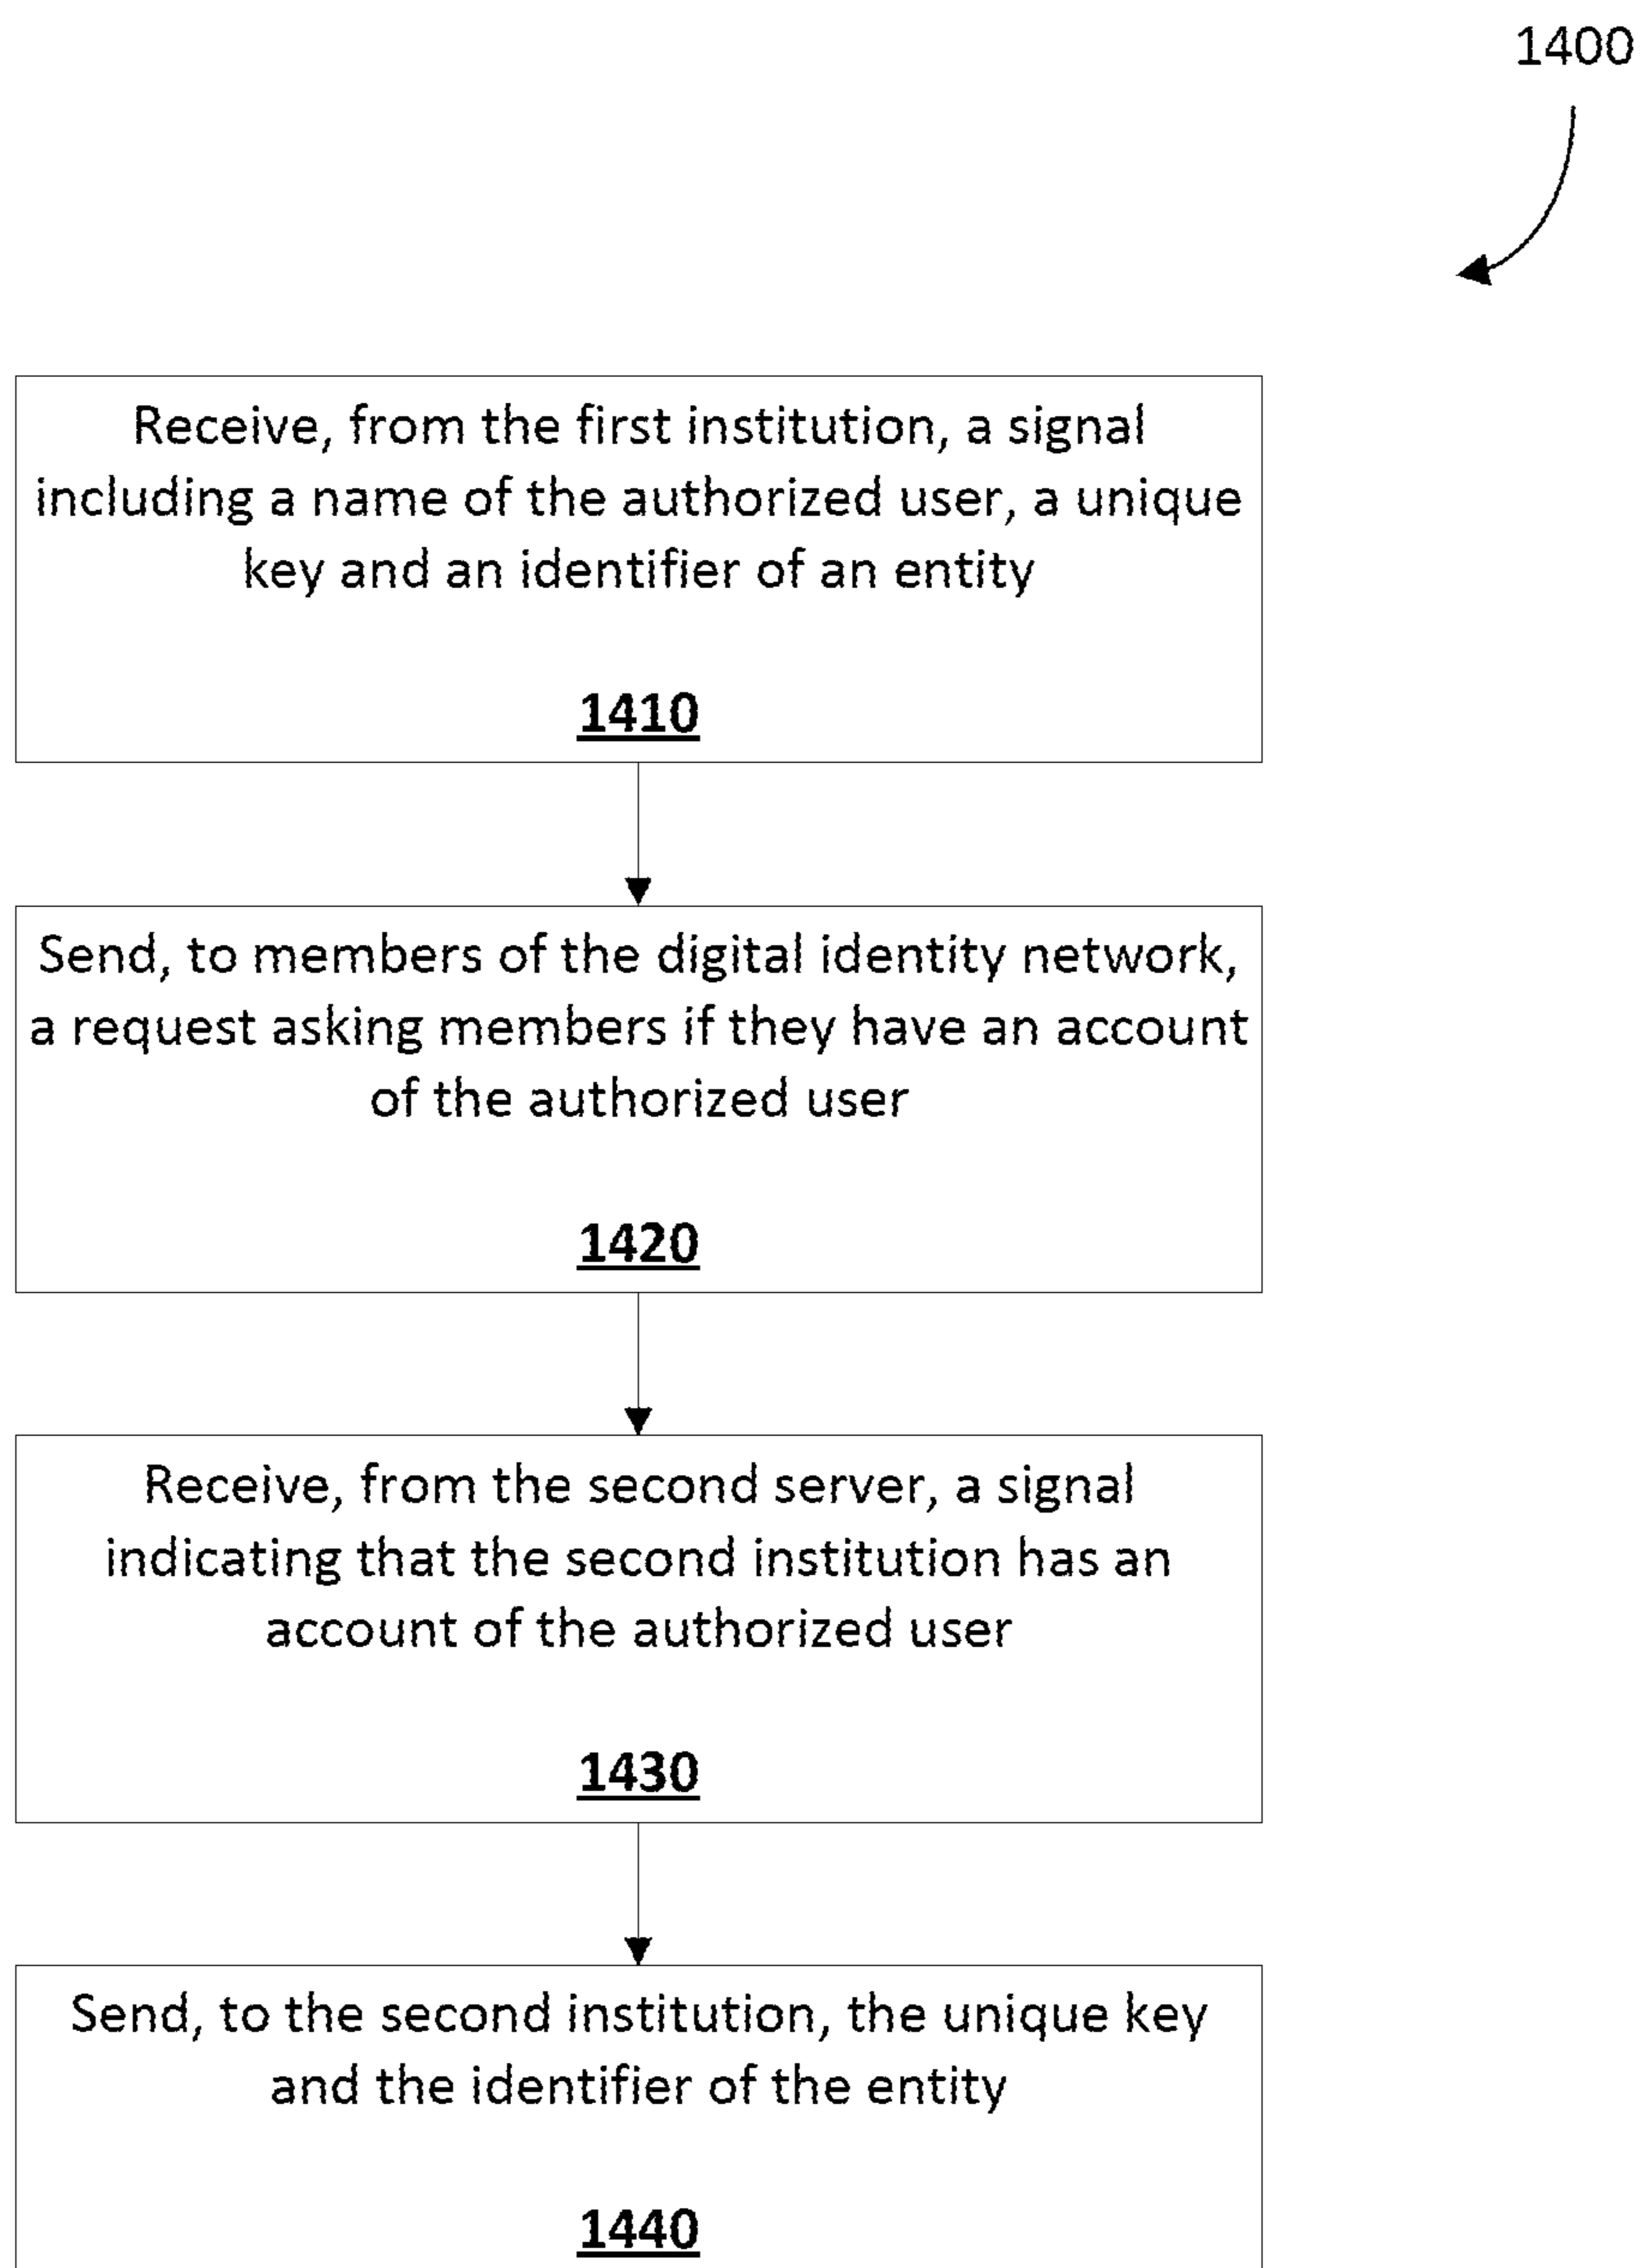 1400
Receive, from the first institution, a signal
including a name of the authorized user, a unique
key and an identifier of an entity
1410
Send, to members of the digital identity network,
a request asking members if they have an account
of the authorized user
1420
Receive, from the second server, a signal
indicating that the second institution has an
account of the authorized user
1430
Send, to the second institution, the unique key
and the identifier of the entity
1440